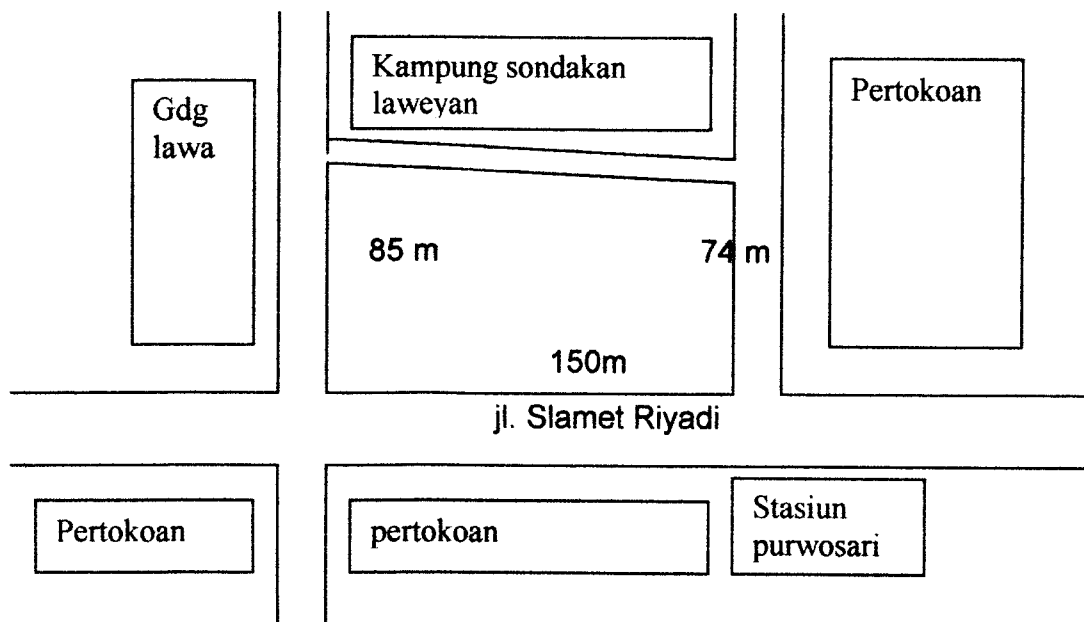 Kampung sondakan
laweyan
Gdg
lawa
Pertokoan
85 m
74 m
150m
jl. Slamet Riyadi
Pertokoan
pertokoan
Stasiun
purwosari